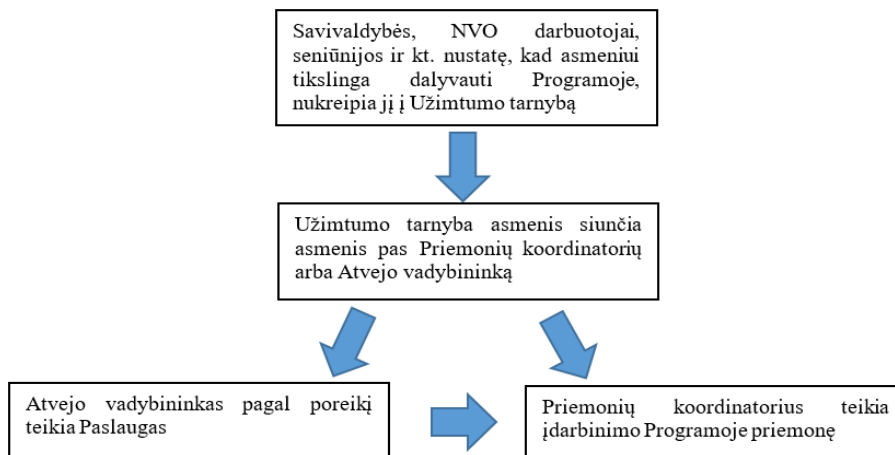 Savivaldybės, NVO darbuotojai,
seniūnijos ir kt. nustatę, kad asmeniui
tikslinga dalyvauti Programoje,
nukreipia jį į Užimtumo tarnybą
Užimtumo tarnyba asmenis siunčia
asmenis pas Priemonių koordinatorių
arba Atvejo vadybininką
Atvejo vadybininkas pagal poreikį
teikia Paslaugas
Priemonių koordinatorius teikia
įdarbinimo Programoje priemonę